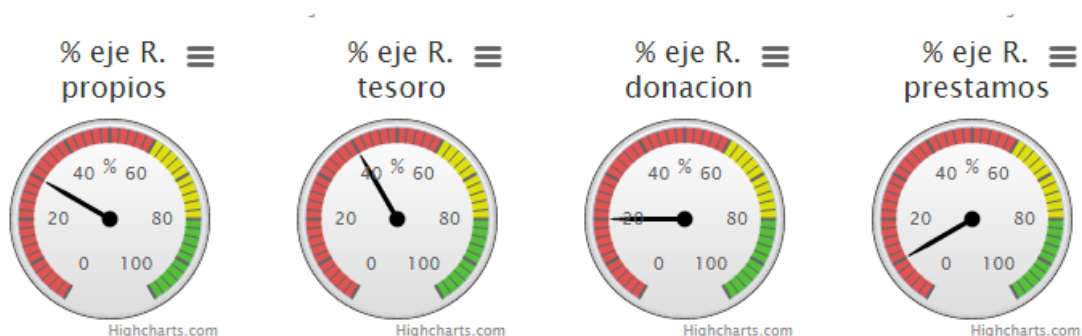 % eje R.
propios
% eje R.
tesoro
% eje R.
donacion
% eje R.
prestamos
40 % 60
20 80
0 100
Highcharts.com
40 % 60
20 80
0 100
Highcharts.com
40 % 60
20 80
0 100
Highcharts.com
40 % 60
20 80
0 100
Highcharts.com